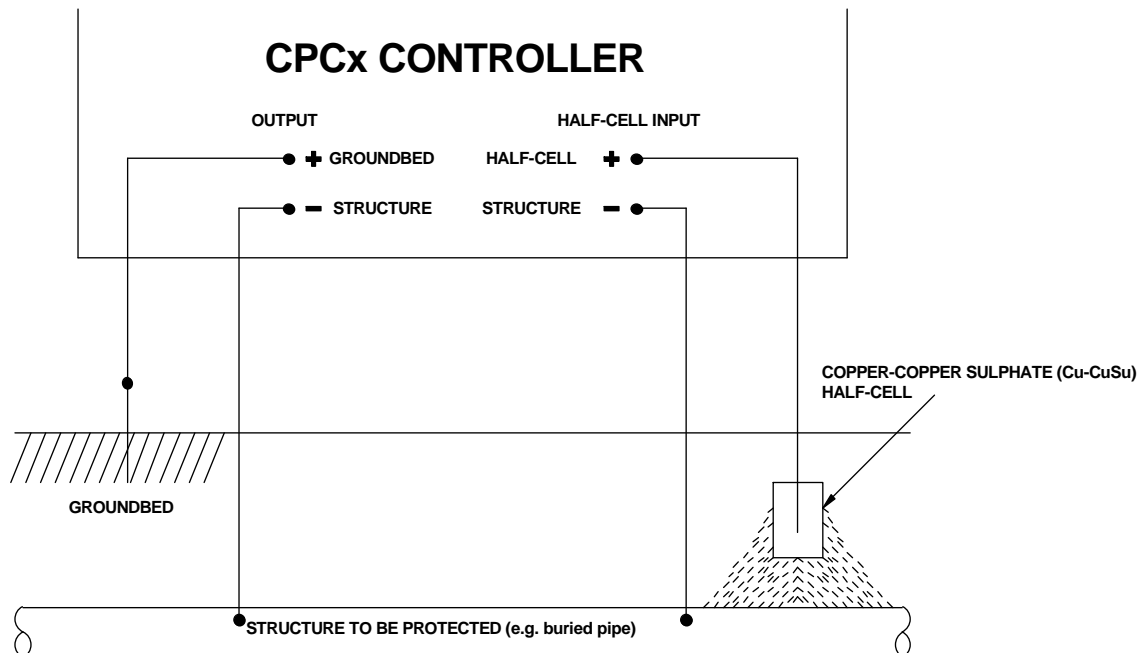 CPCx CONTROLLER
OUTPUT
HALF-CELL INPUT
+ GROUNDBED
HALF-CELL +
- STRUCTURE
STRUCTURE -
COPPER-COPPER SULPHATE (Cu-CuSu)
HALF-CELL
GROUNDBED
STRUCTURE TO BE PROTECTED (e.g. buried pipe)